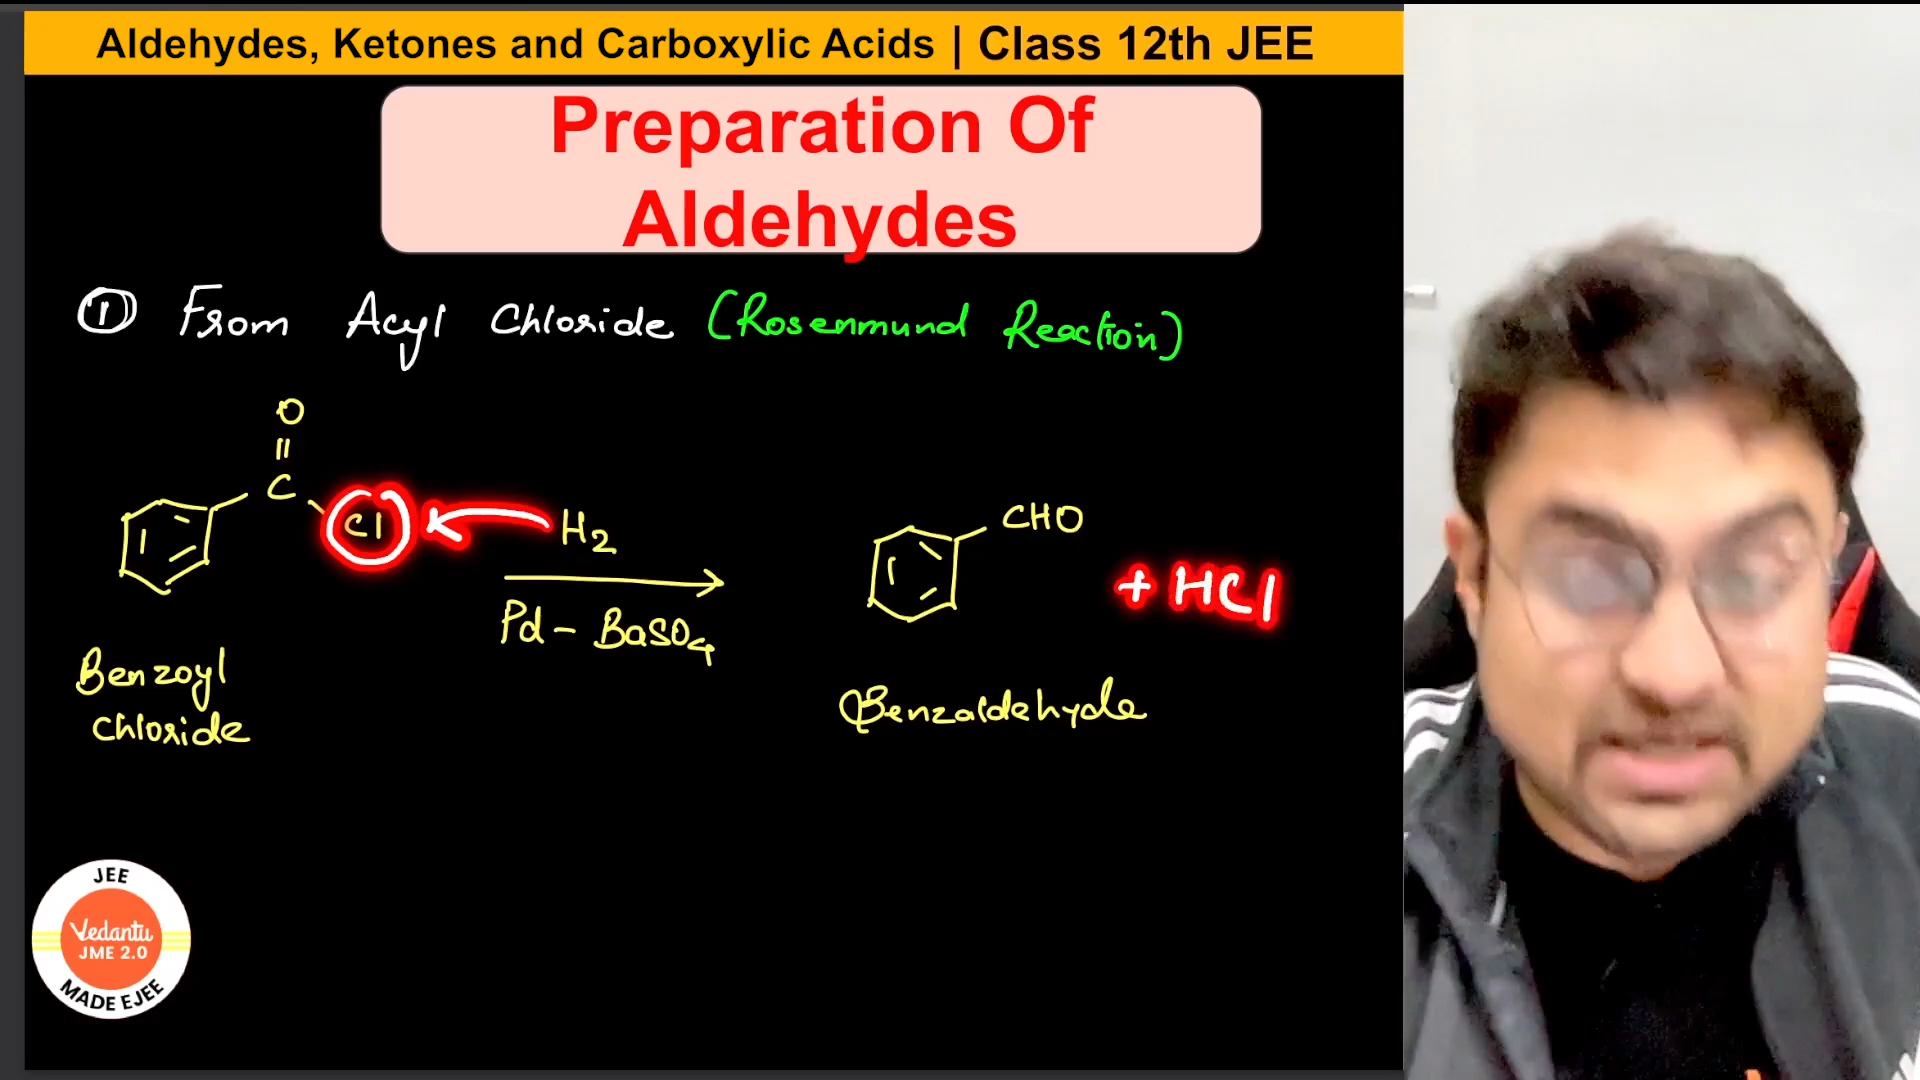 Aldehydes, Ketones and Carboxylic Acids | Class 12th JEE
Preparation Of
Aldehydes
① From Acyl Chloride (Rosenmund Reaction)
O
||
C
Cl
H₂
Pd - BaSO₄
CHO
+ HCl
Benzoyl
Chloride
Benzaldehyde
JEE
Vedantu
JME 2.0
MADE EJEE